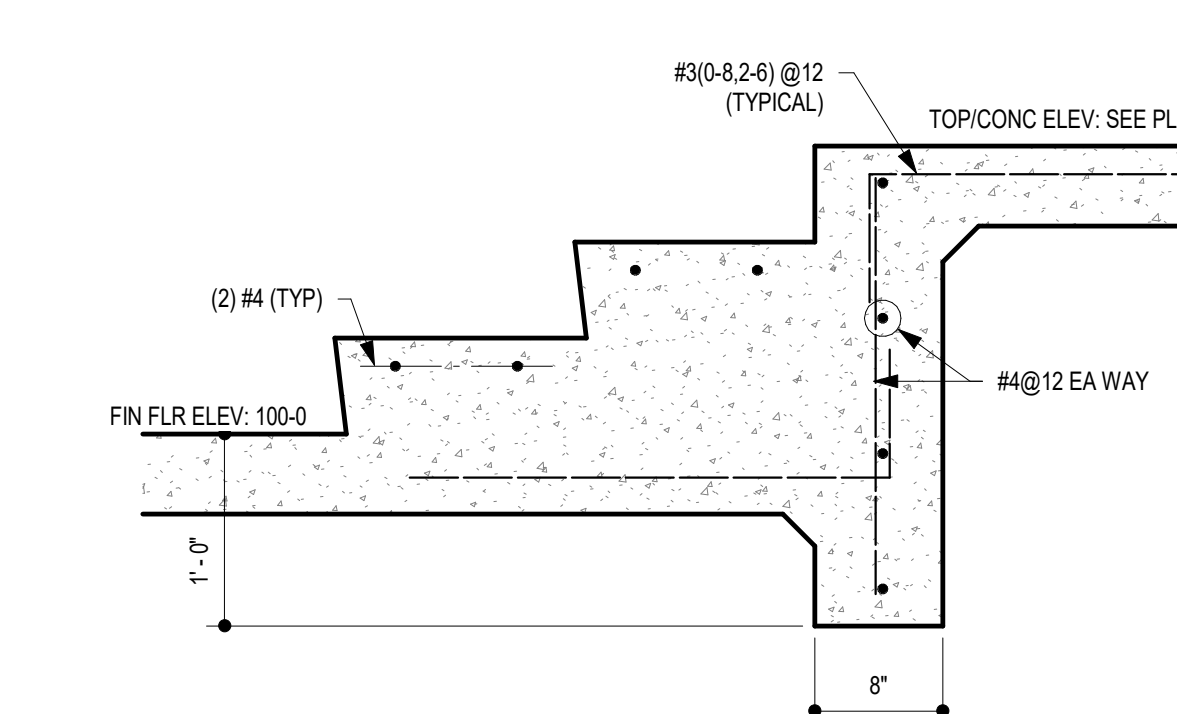 #3(0-8,2-6) @12
(TYPICAL)
TOP/CONC ELEV: SEE PL
(2) #4 (TYP)
#4@12 EA WAY
FIN FLR ELEV: 100-0
1' - 0"
8"